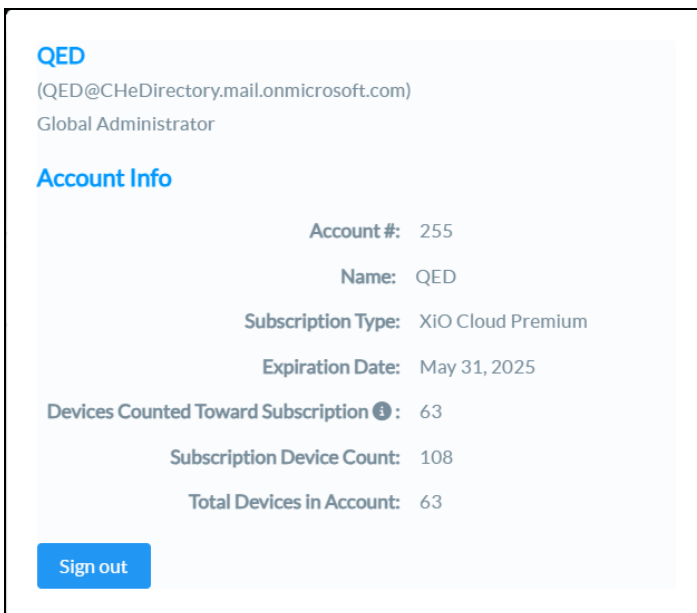 QED
(QED@CHeDirectory.mail.onmicrosoft.com)
Global Administrator
Account Info
Account #: 255
Name: QED
Subscription Type: XiO Cloud Premium
Expiration Date: May 31, 2025
Devices Counted Toward Subscription i : 63
Subscription Device Count: 108
Total Devices in Account: 63
Sign out